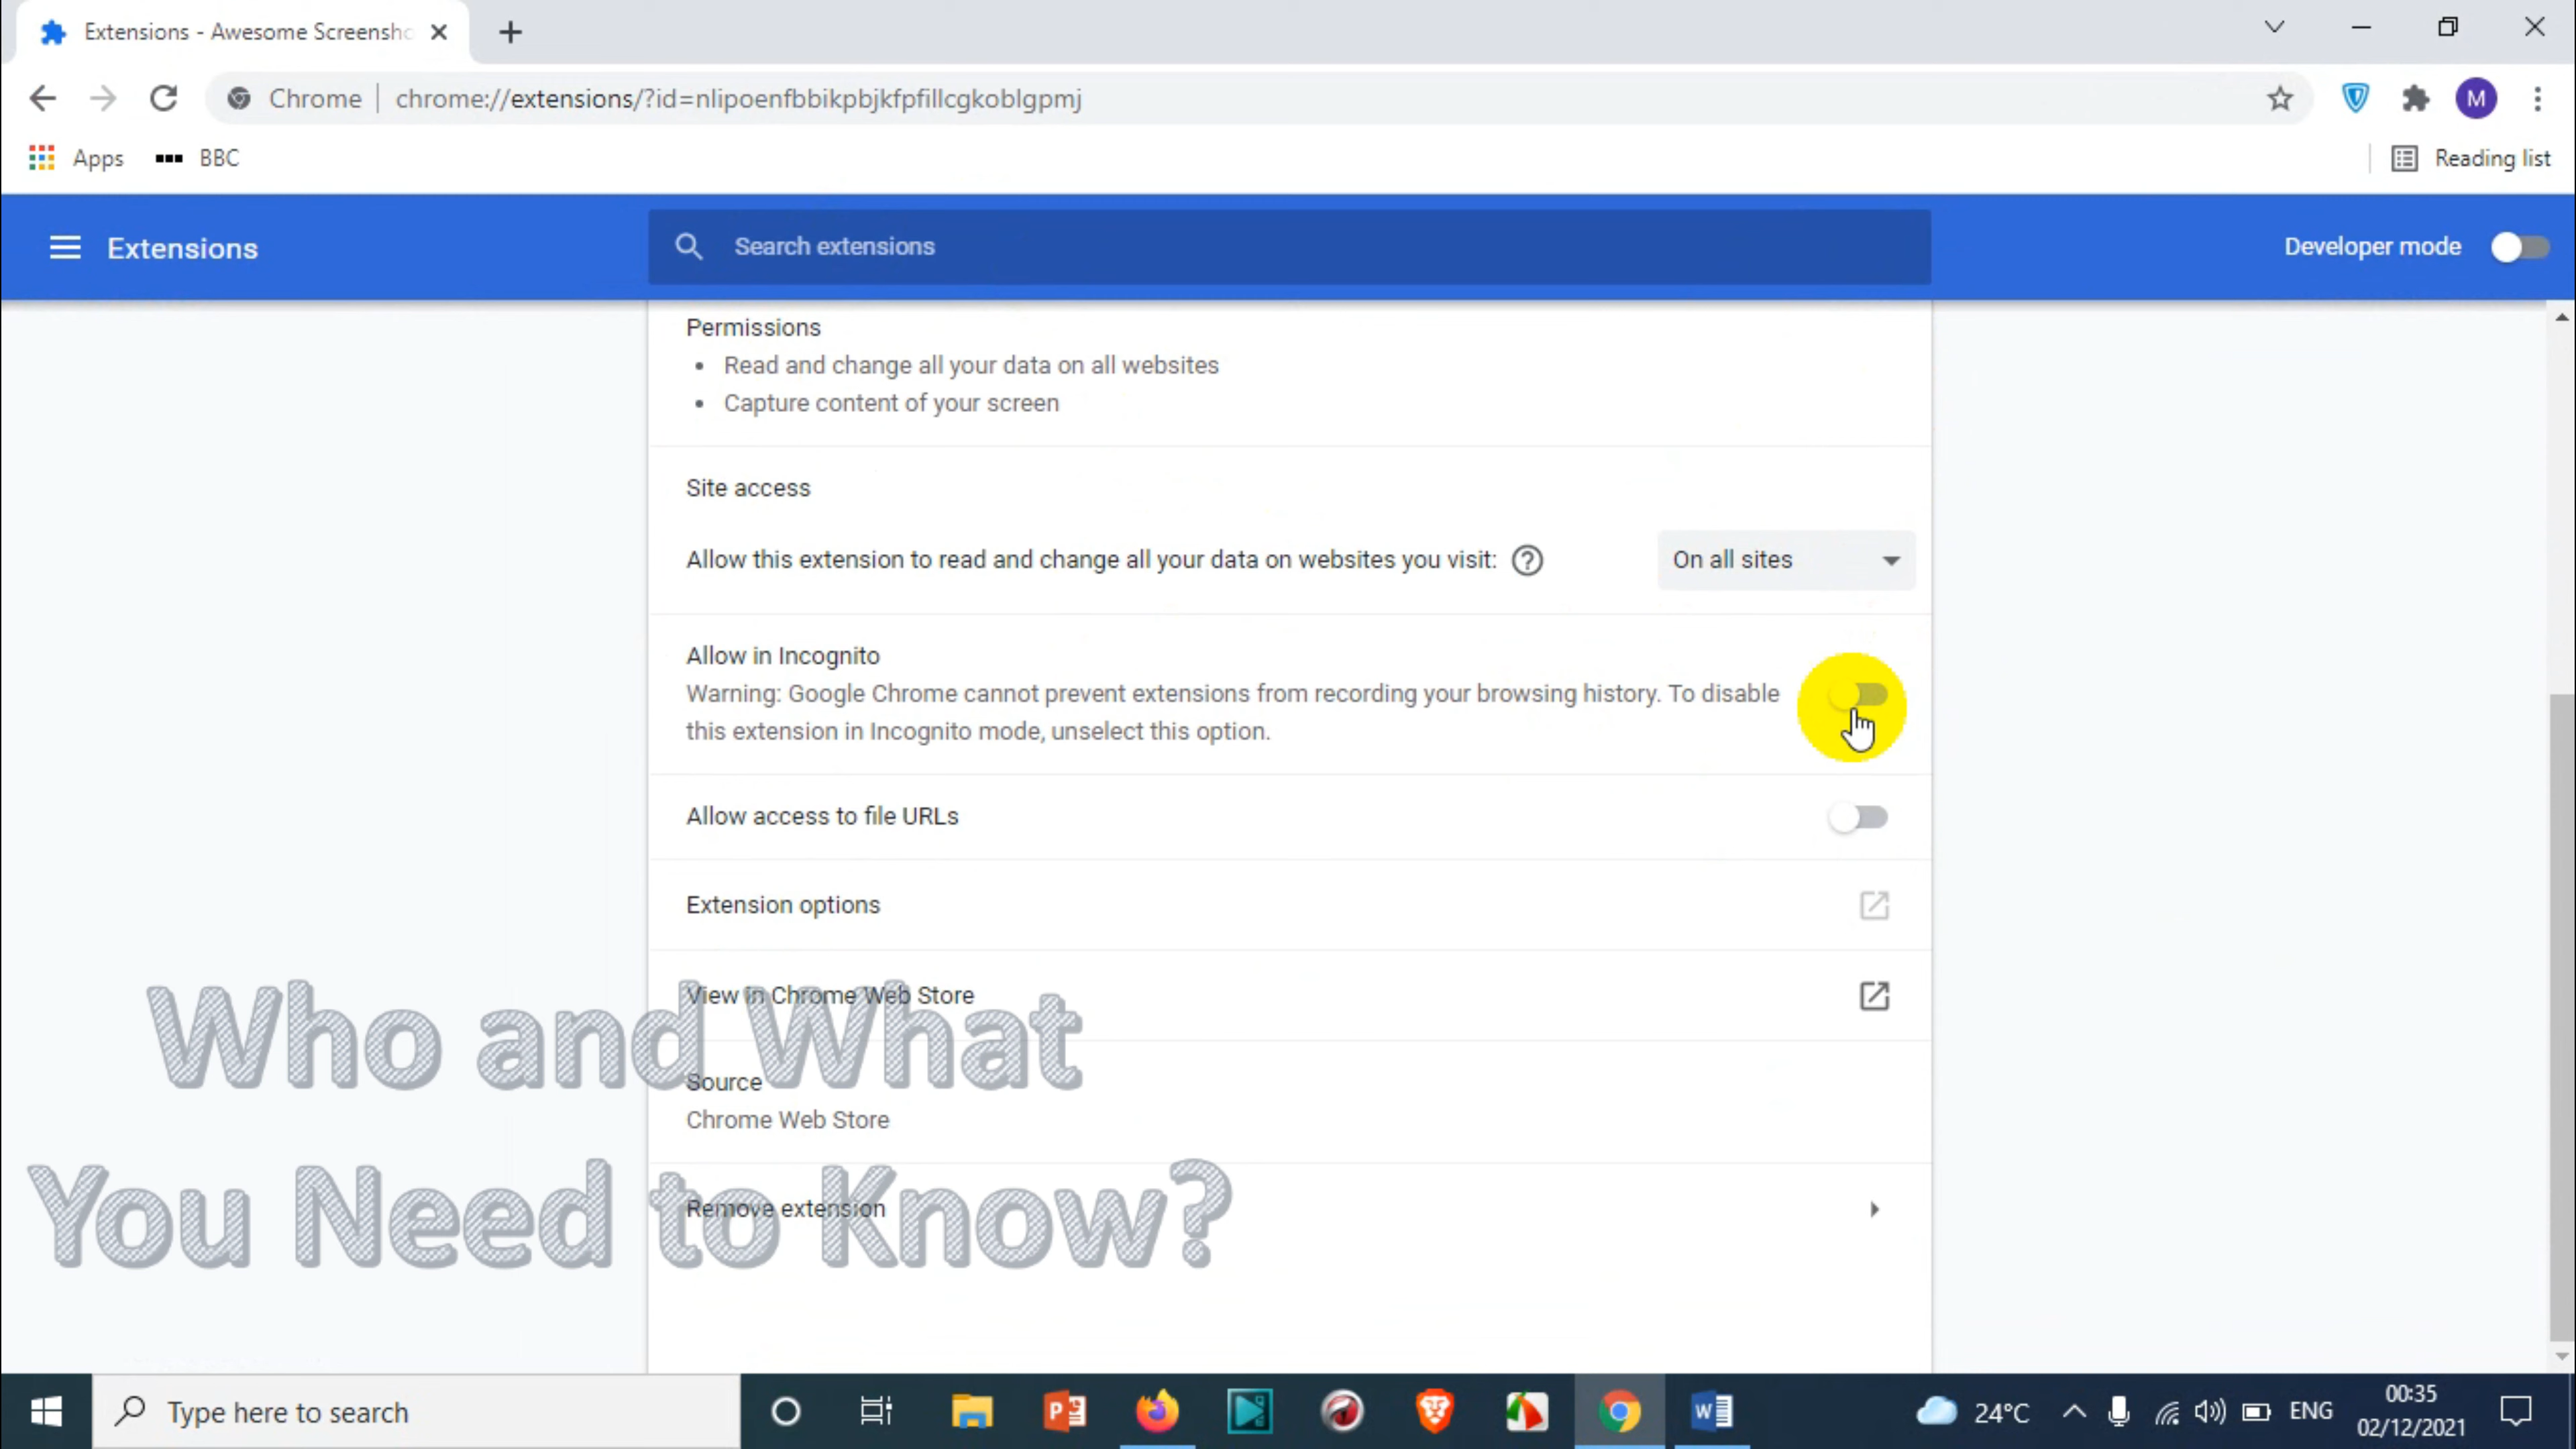 Extensions - Awesome Screensho
Chrome | chrome://extensions/?id=nlipoenfbbikpbjkfpfillcgkoblgpmj
M
Apps BBC Reading list
Extensions Search extensions Developer mode
Permissions
• Read and change all your data on all websites
• Capture content of your screen
Site access
Allow this extension to read and change all your data on websites you visit: On all sites
Allow in Incognito
Warning: Google Chrome cannot prevent extensions from recording your browsing history. To disable
this extension in Incognito mode, unselect this option.
Allow access to file URLs
Extension options
View in Chrome Web Store
Who and What
Source
Chrome Web Store
You Need to Know?
Remove extension
Type here to search 24°C ENG 00:35
02/12/2021